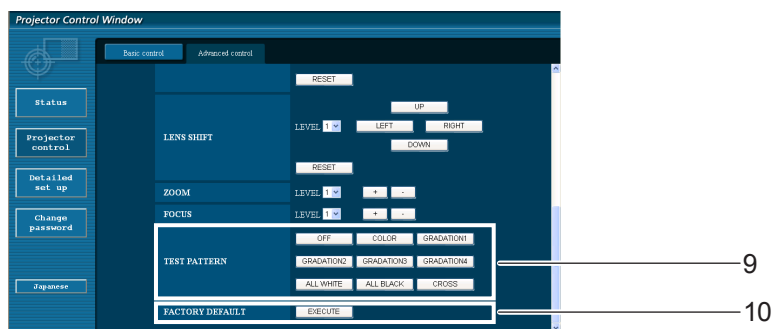 Projector Control Window
Basic control Advanced control
RESET
Status
Projector
control
Detailed
set up
Change
password
Japanese
LENS SHIFT
LEVEL 1
UP
LEFT RIGHT
DOWN
RESET
ZOOM LEVEL 1 + -
FOCUS LEVEL 1 + -
TEST PATTERN
OFF COLOR GRADATION1
GRADATION2 GRADATION3 GRADATION4
ALL WHITE ALL BLACK CROSS
9
FACTORY DEFAULT EXECUTE
10